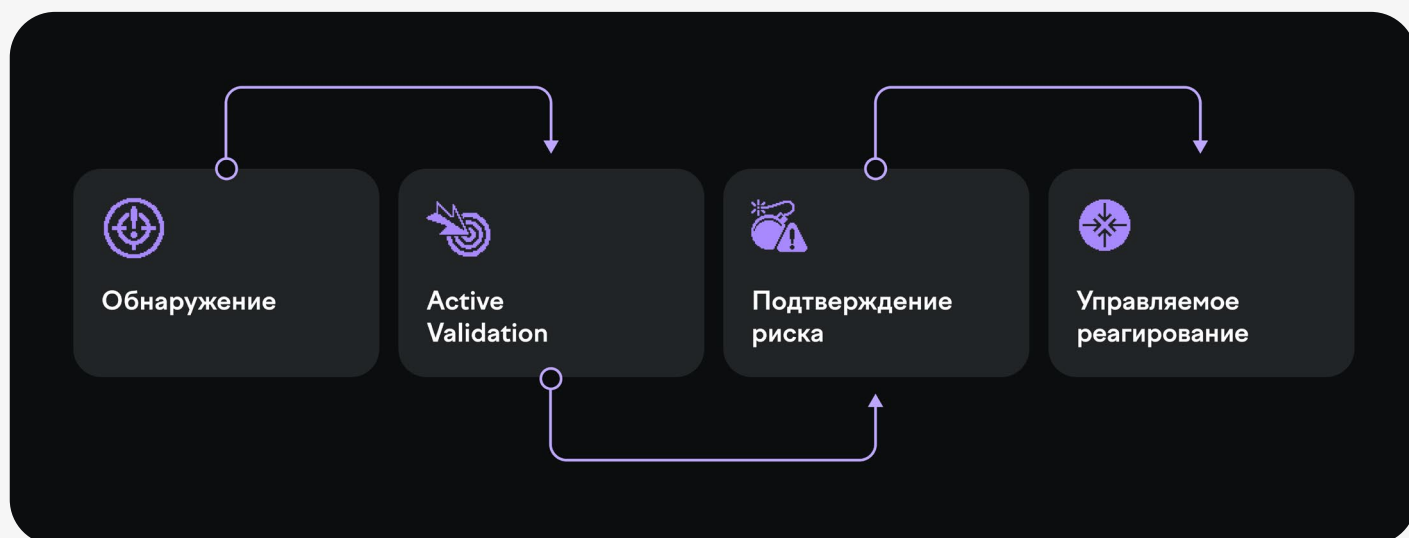 Обнаружение
Active
Validation
Подтверждение
риска
Управляемое
реагирование